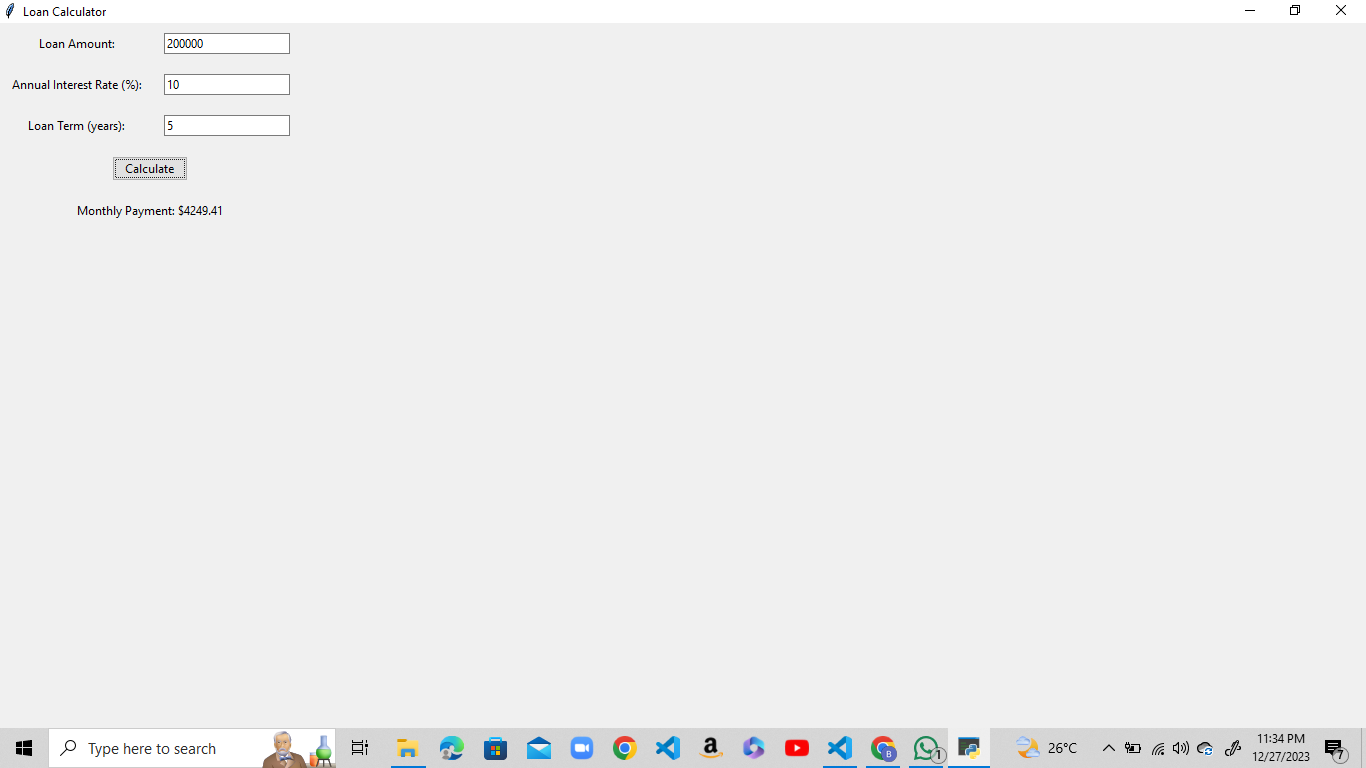 Loan Calculator
Loan Amount: 200000
Annual Interest Rate (%): 10
Loan Term (years): 5
Calculate
Monthly Payment: $4249.41
Type here to search
a
B
1
26°C
11:34 PM
12/27/2023
7